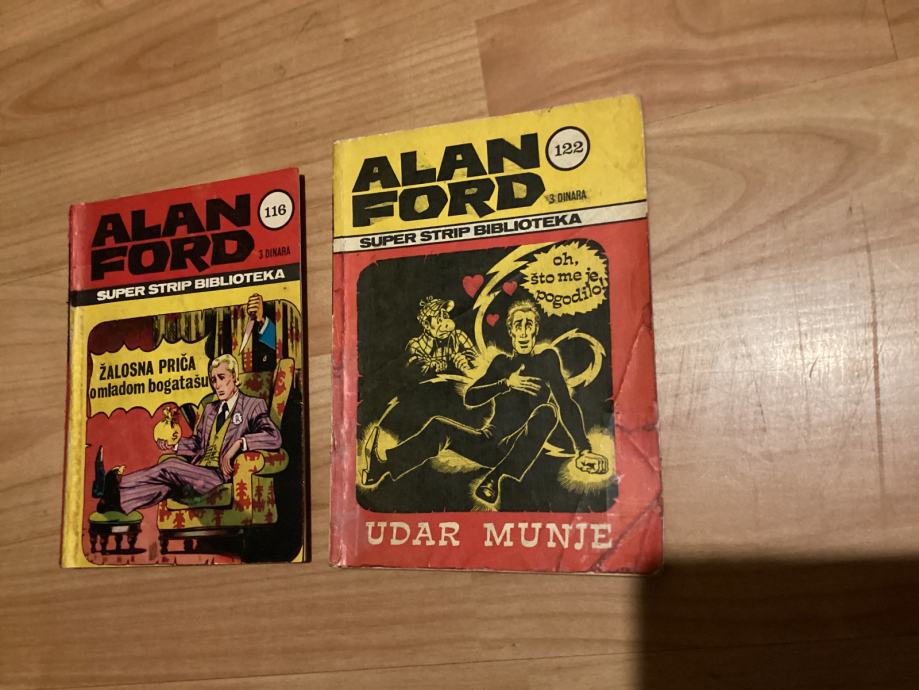 ALAN
FORD
116
3 DINARA
SUPER STRIP BIBLIOTEKA
ŽALOSNA PRIČA
o mladom bogatašu
ALAN
FORD
122
3 DINARA
SUPER STRIP BIBLIOTEKA
oh,
što me je
pogodilo!
UDAR MUNJE